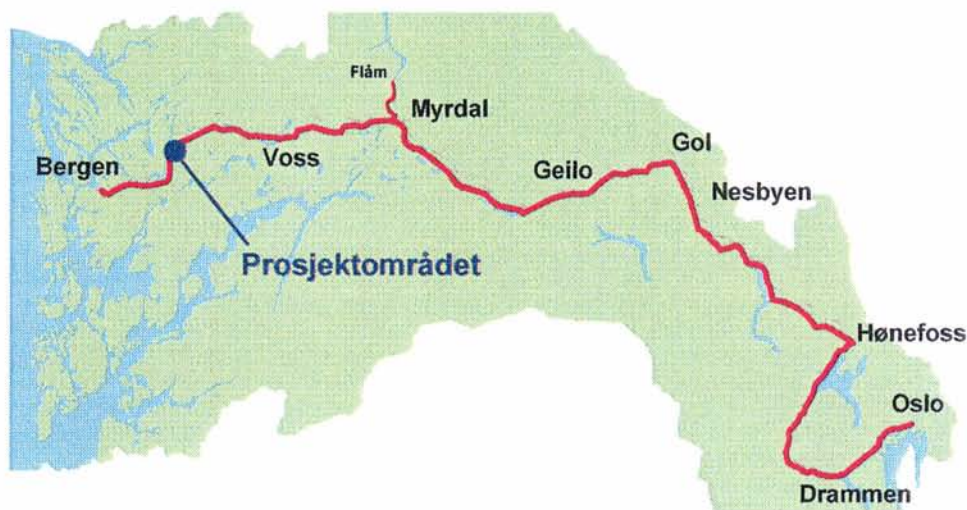 Flåm
Myrdal
Gol
Bergen
Voss
Geilo
Nesbyen
Prosjektområdet
Hønefoss
Oslo
Drammen